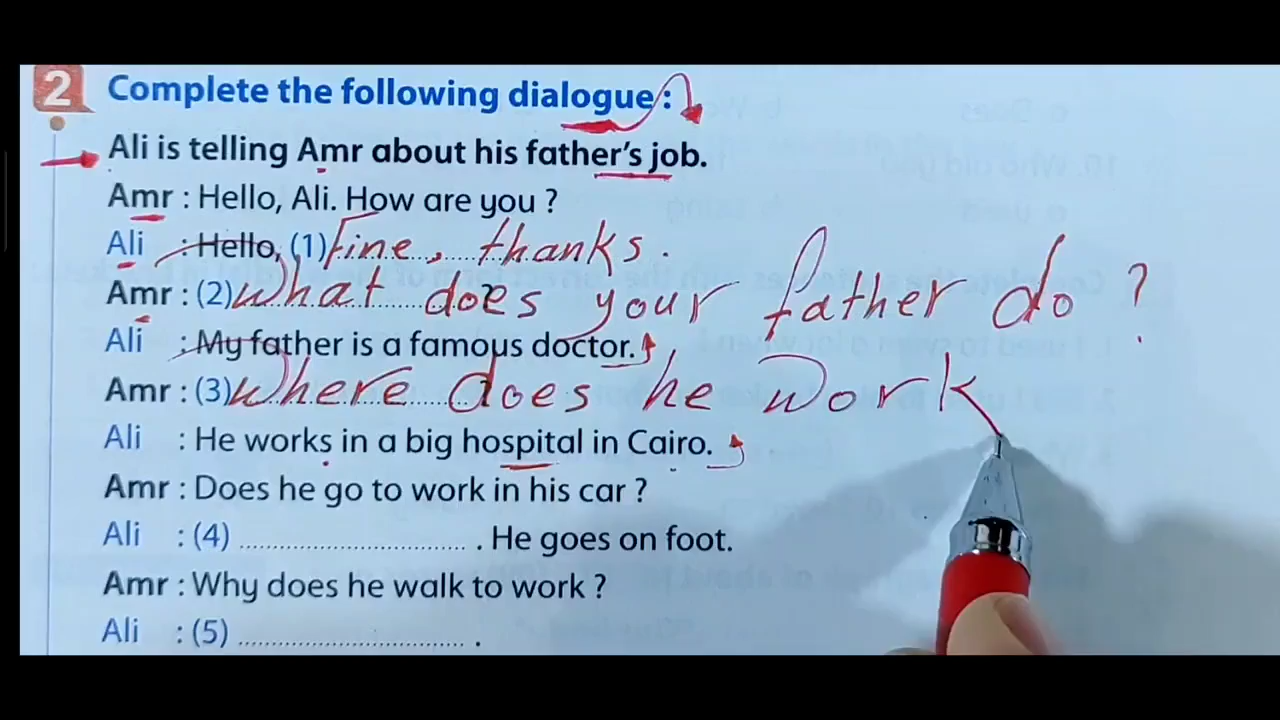 2 Complete the following dialogue :
Ali is telling Amr about his father's job.
Amr : Hello, Ali. How are you ?
Ali : Hello, (1) Fine, thanks.
Amr : (2) What does your father do ?
Ali : My father is a famous doctor.
Amr : (3) Where does he work
Ali : He works in a big hospital in Cairo.
Amr : Does he go to work in his car ?
Ali : (4) .............................. . He goes on foot.
Amr : Why does he walk to work ?
Ali : (5) .............................. .